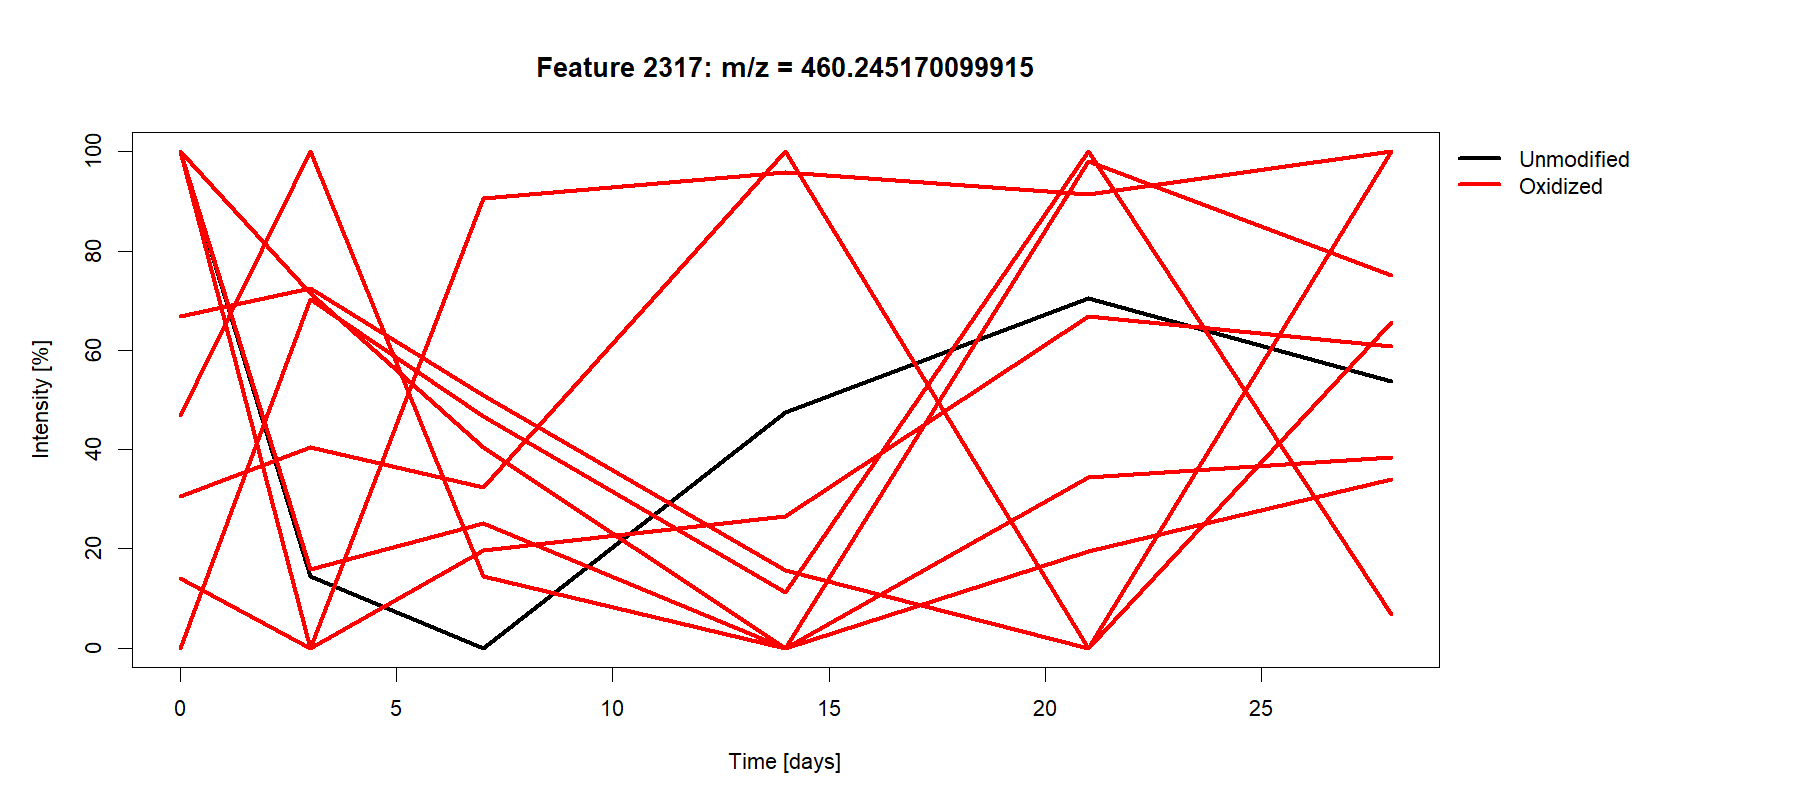 Feature 2317: m/z = 460.245170099915
Unmodified
Oxidized
Intensity [%]
100
80
60
40
20
0
0 5 10 15 20 25
Time [days]